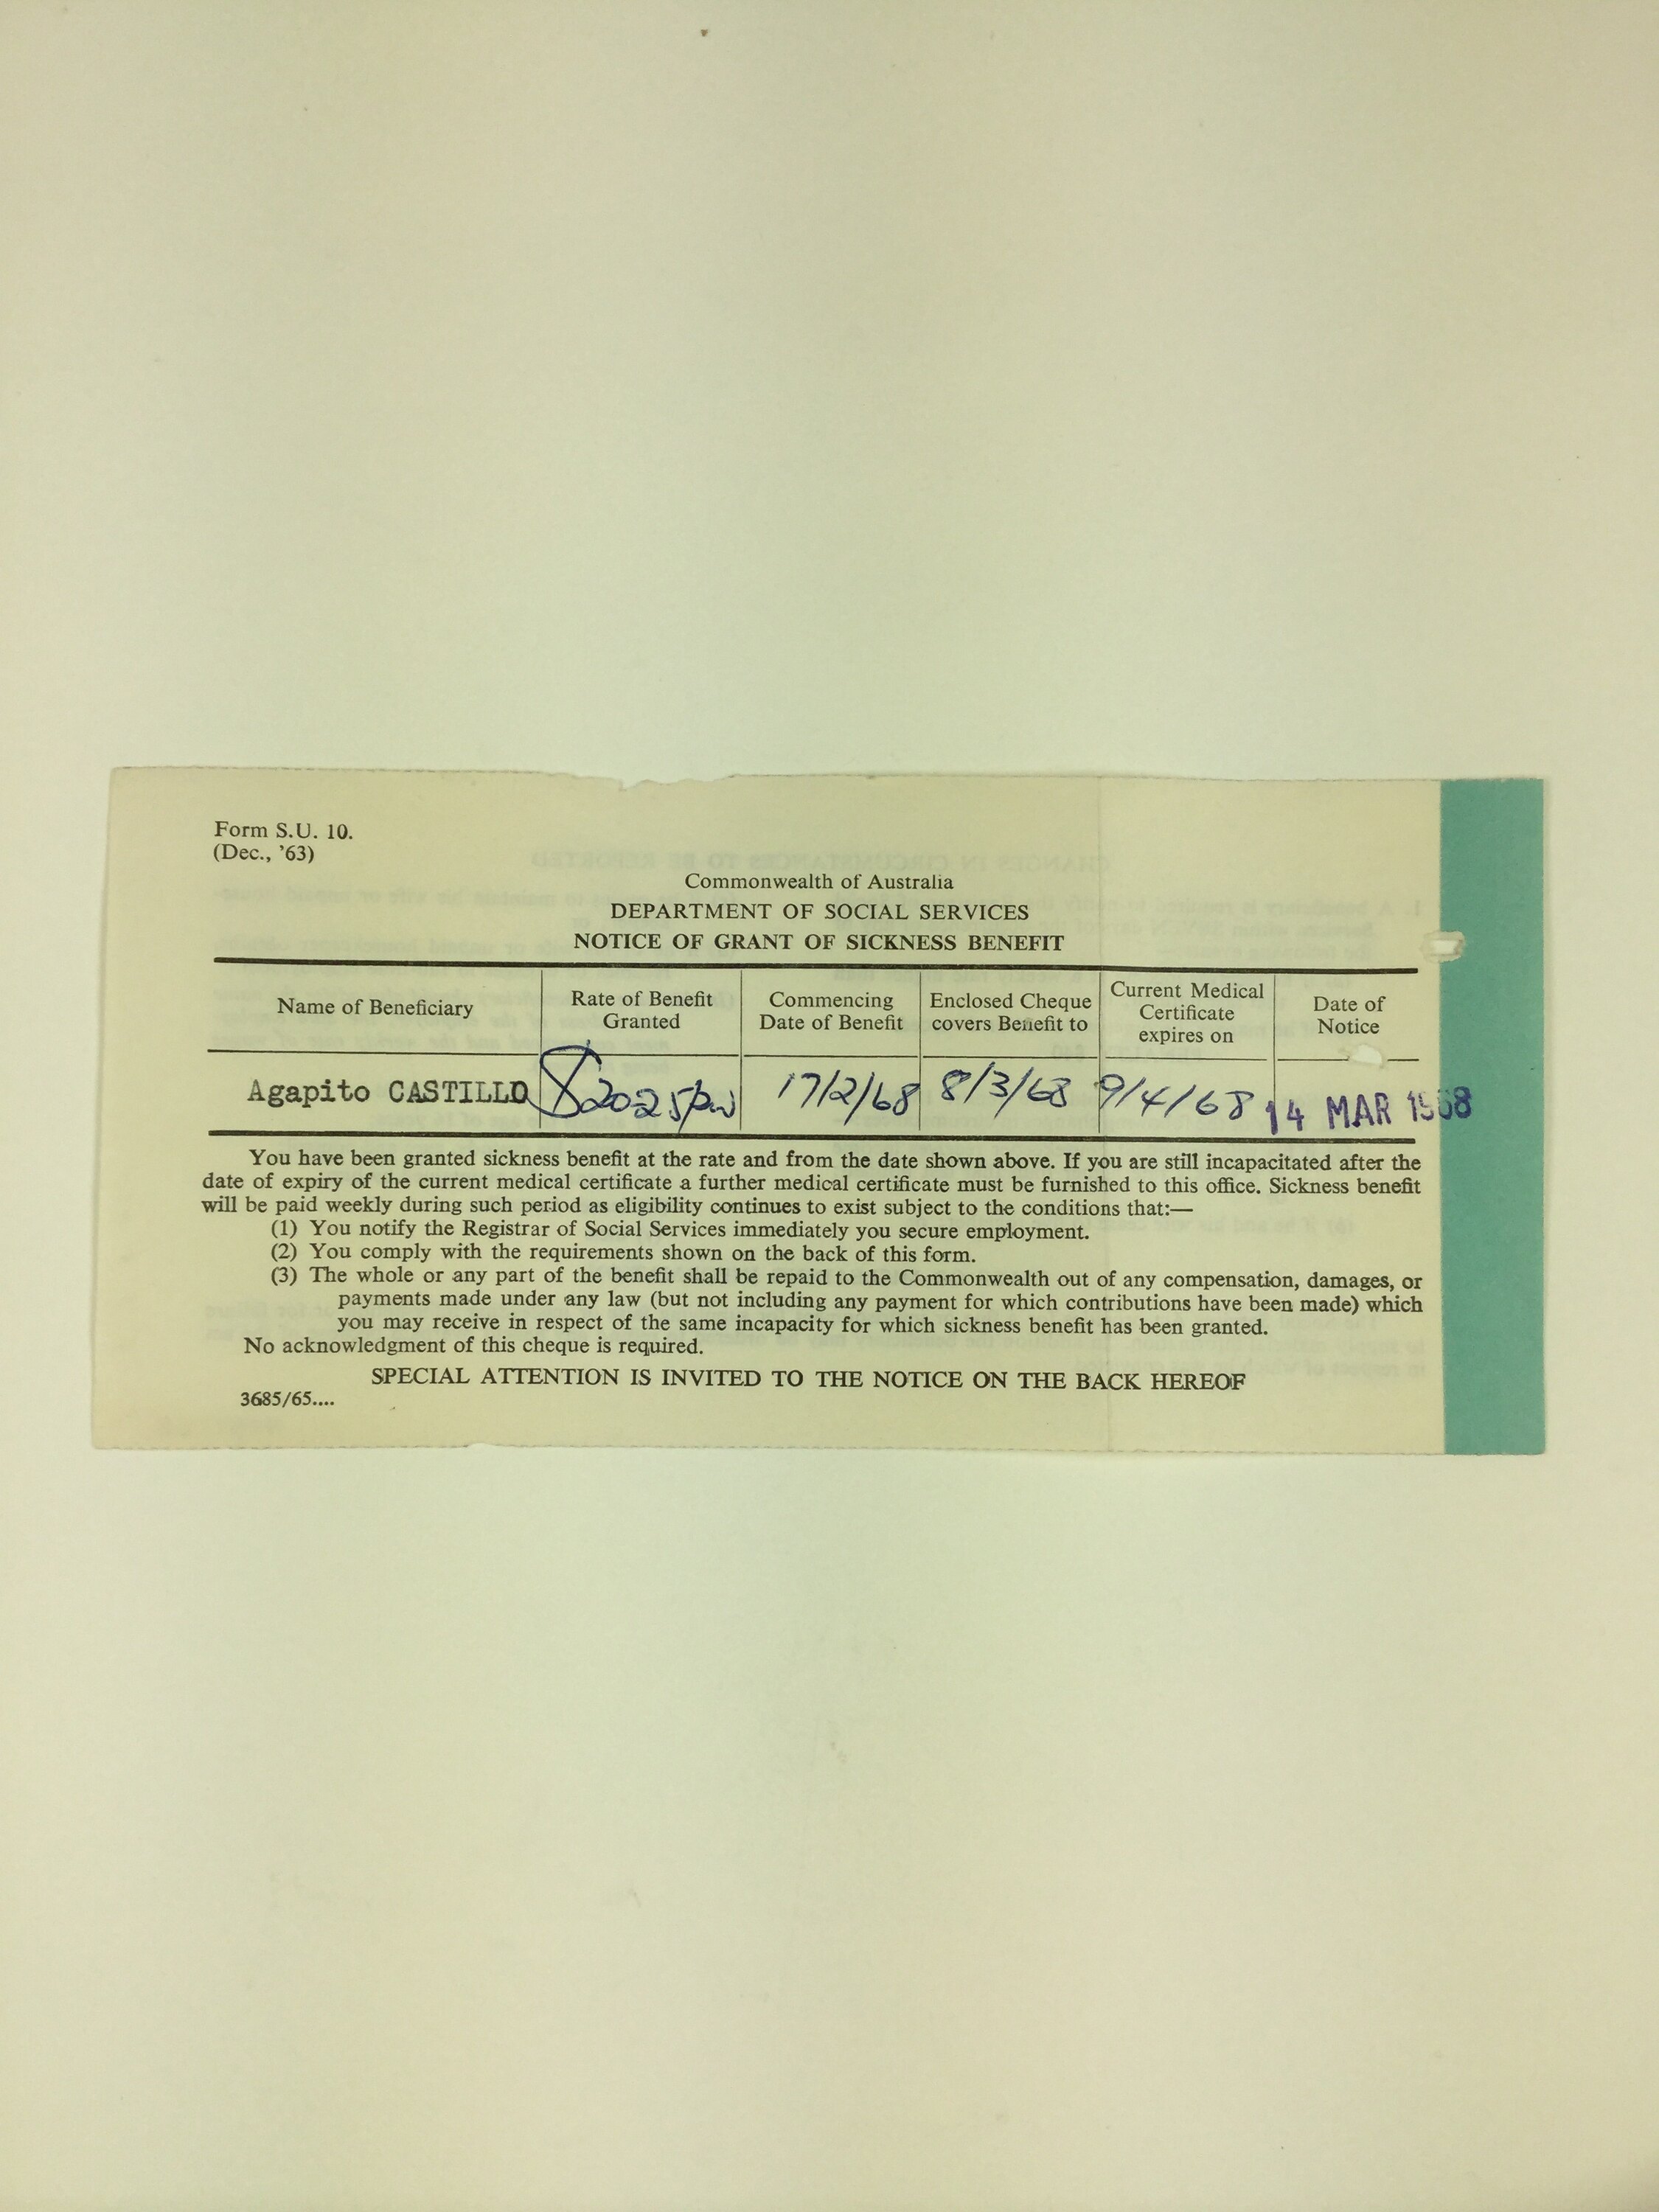 Form S.U. 10.
(Dec., '63)
Commonwealth of Australia
DEPARTMENT OF SOCIAL SERVICES
NOTICE OF GRANT OF SICKNESS BENEFIT
Name of Beneficiary
Rate of Benefit
Granted
Commencing
Date of Benefit
Enclosed Cheque
covers Benefit to
Current Medical
Certificate
expires on
Date of
Notice
Agapito CASTILLO
$20-25pw
17/2/68
8/3/68
9/4/68
14 MAR 1968
You have been granted sickness benefit at the rate and from the date shown above. If you are still incapacitated after the
date of expiry of the current medical certificate a further medical certificate must be furnished to this office. Sickness benefit
will be paid weekly during such period as eligibility continues to exist subject to the conditions that:—
(1) You notify the Registrar of Social Services immediately you secure employment.
(2) You comply with the requirements shown on the back of this form.
(3) The whole or any part of the benefit shall be repaid to the Commonwealth out of any compensation, damages, or
payments made under any law (but not including any payment for which contributions have been made) which
you may receive in respect of the same incapacity for which sickness benefit has been granted.
No acknowledgment of this cheque is required.
SPECIAL ATTENTION IS INVITED TO THE NOTICE ON THE BACK HEREOF
3685/65....